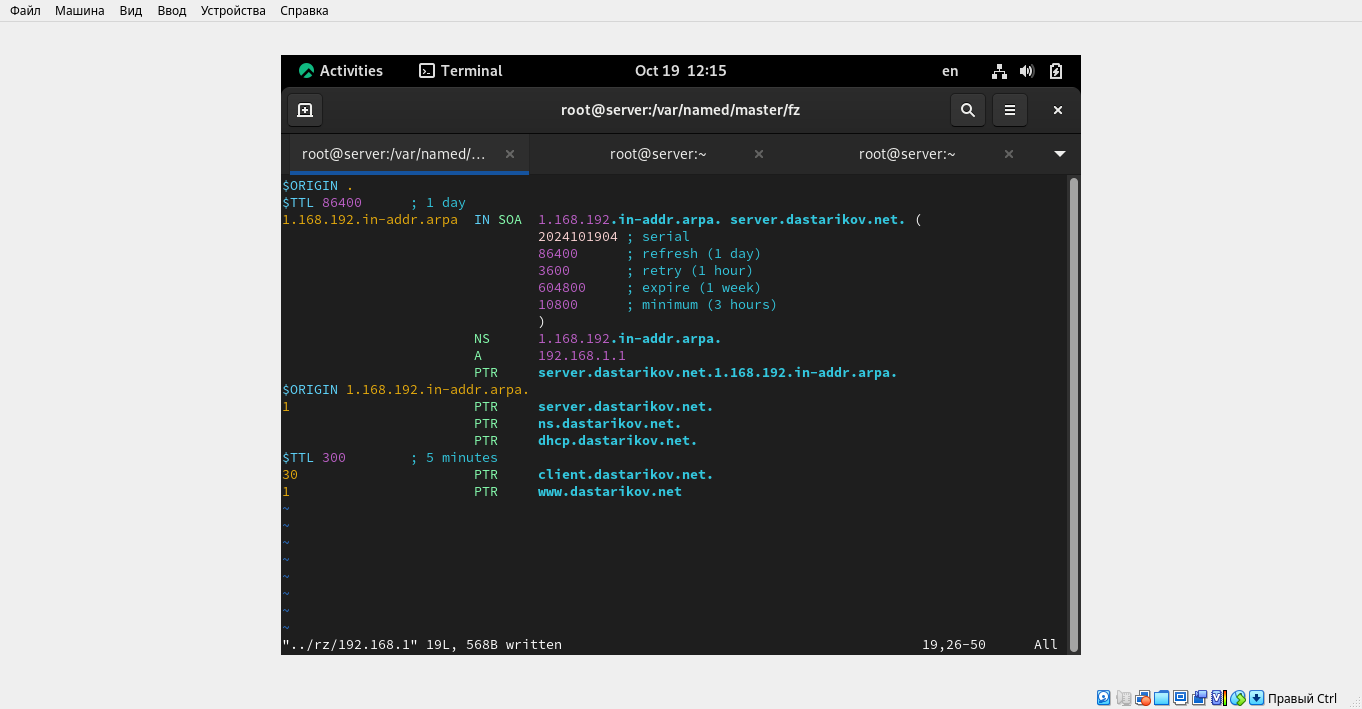 Файл Машина Вид Ввод Устройства Справка
Activities Terminal Oct 19 12:15 en
root@server:/var/named/master/fz
root@server:/var/named/… root@server:~ root@server:~
$ORIGIN .
$TTL 86400 ; 1 day
1.168.192.in-addr.arpa IN SOA 1.168.192.in-addr.arpa. server.dastarikov.net. (
2024101904 ; serial
86400 ; refresh (1 day)
3600 ; retry (1 hour)
604800 ; expire (1 week)
10800 ; minimum (3 hours)
)
NS 1.168.192.in-addr.arpa.
A 192.168.1.1
PTR server.dastarikov.net.1.168.192.in-addr.arpa.
$ORIGIN 1.168.192.in-addr.arpa.
1 PTR server.dastarikov.net.
PTR ns.dastarikov.net.
PTR dhcp.dastarikov.net.
$TTL 300 ; 5 minutes
30 PTR client.dastarikov.net.
1 PTR www.dastarikov.net
~
~
~
~
~
~
~
~
"../rz/192.168.1" 19L, 568B written 19,26-50 All
Правый Ctrl